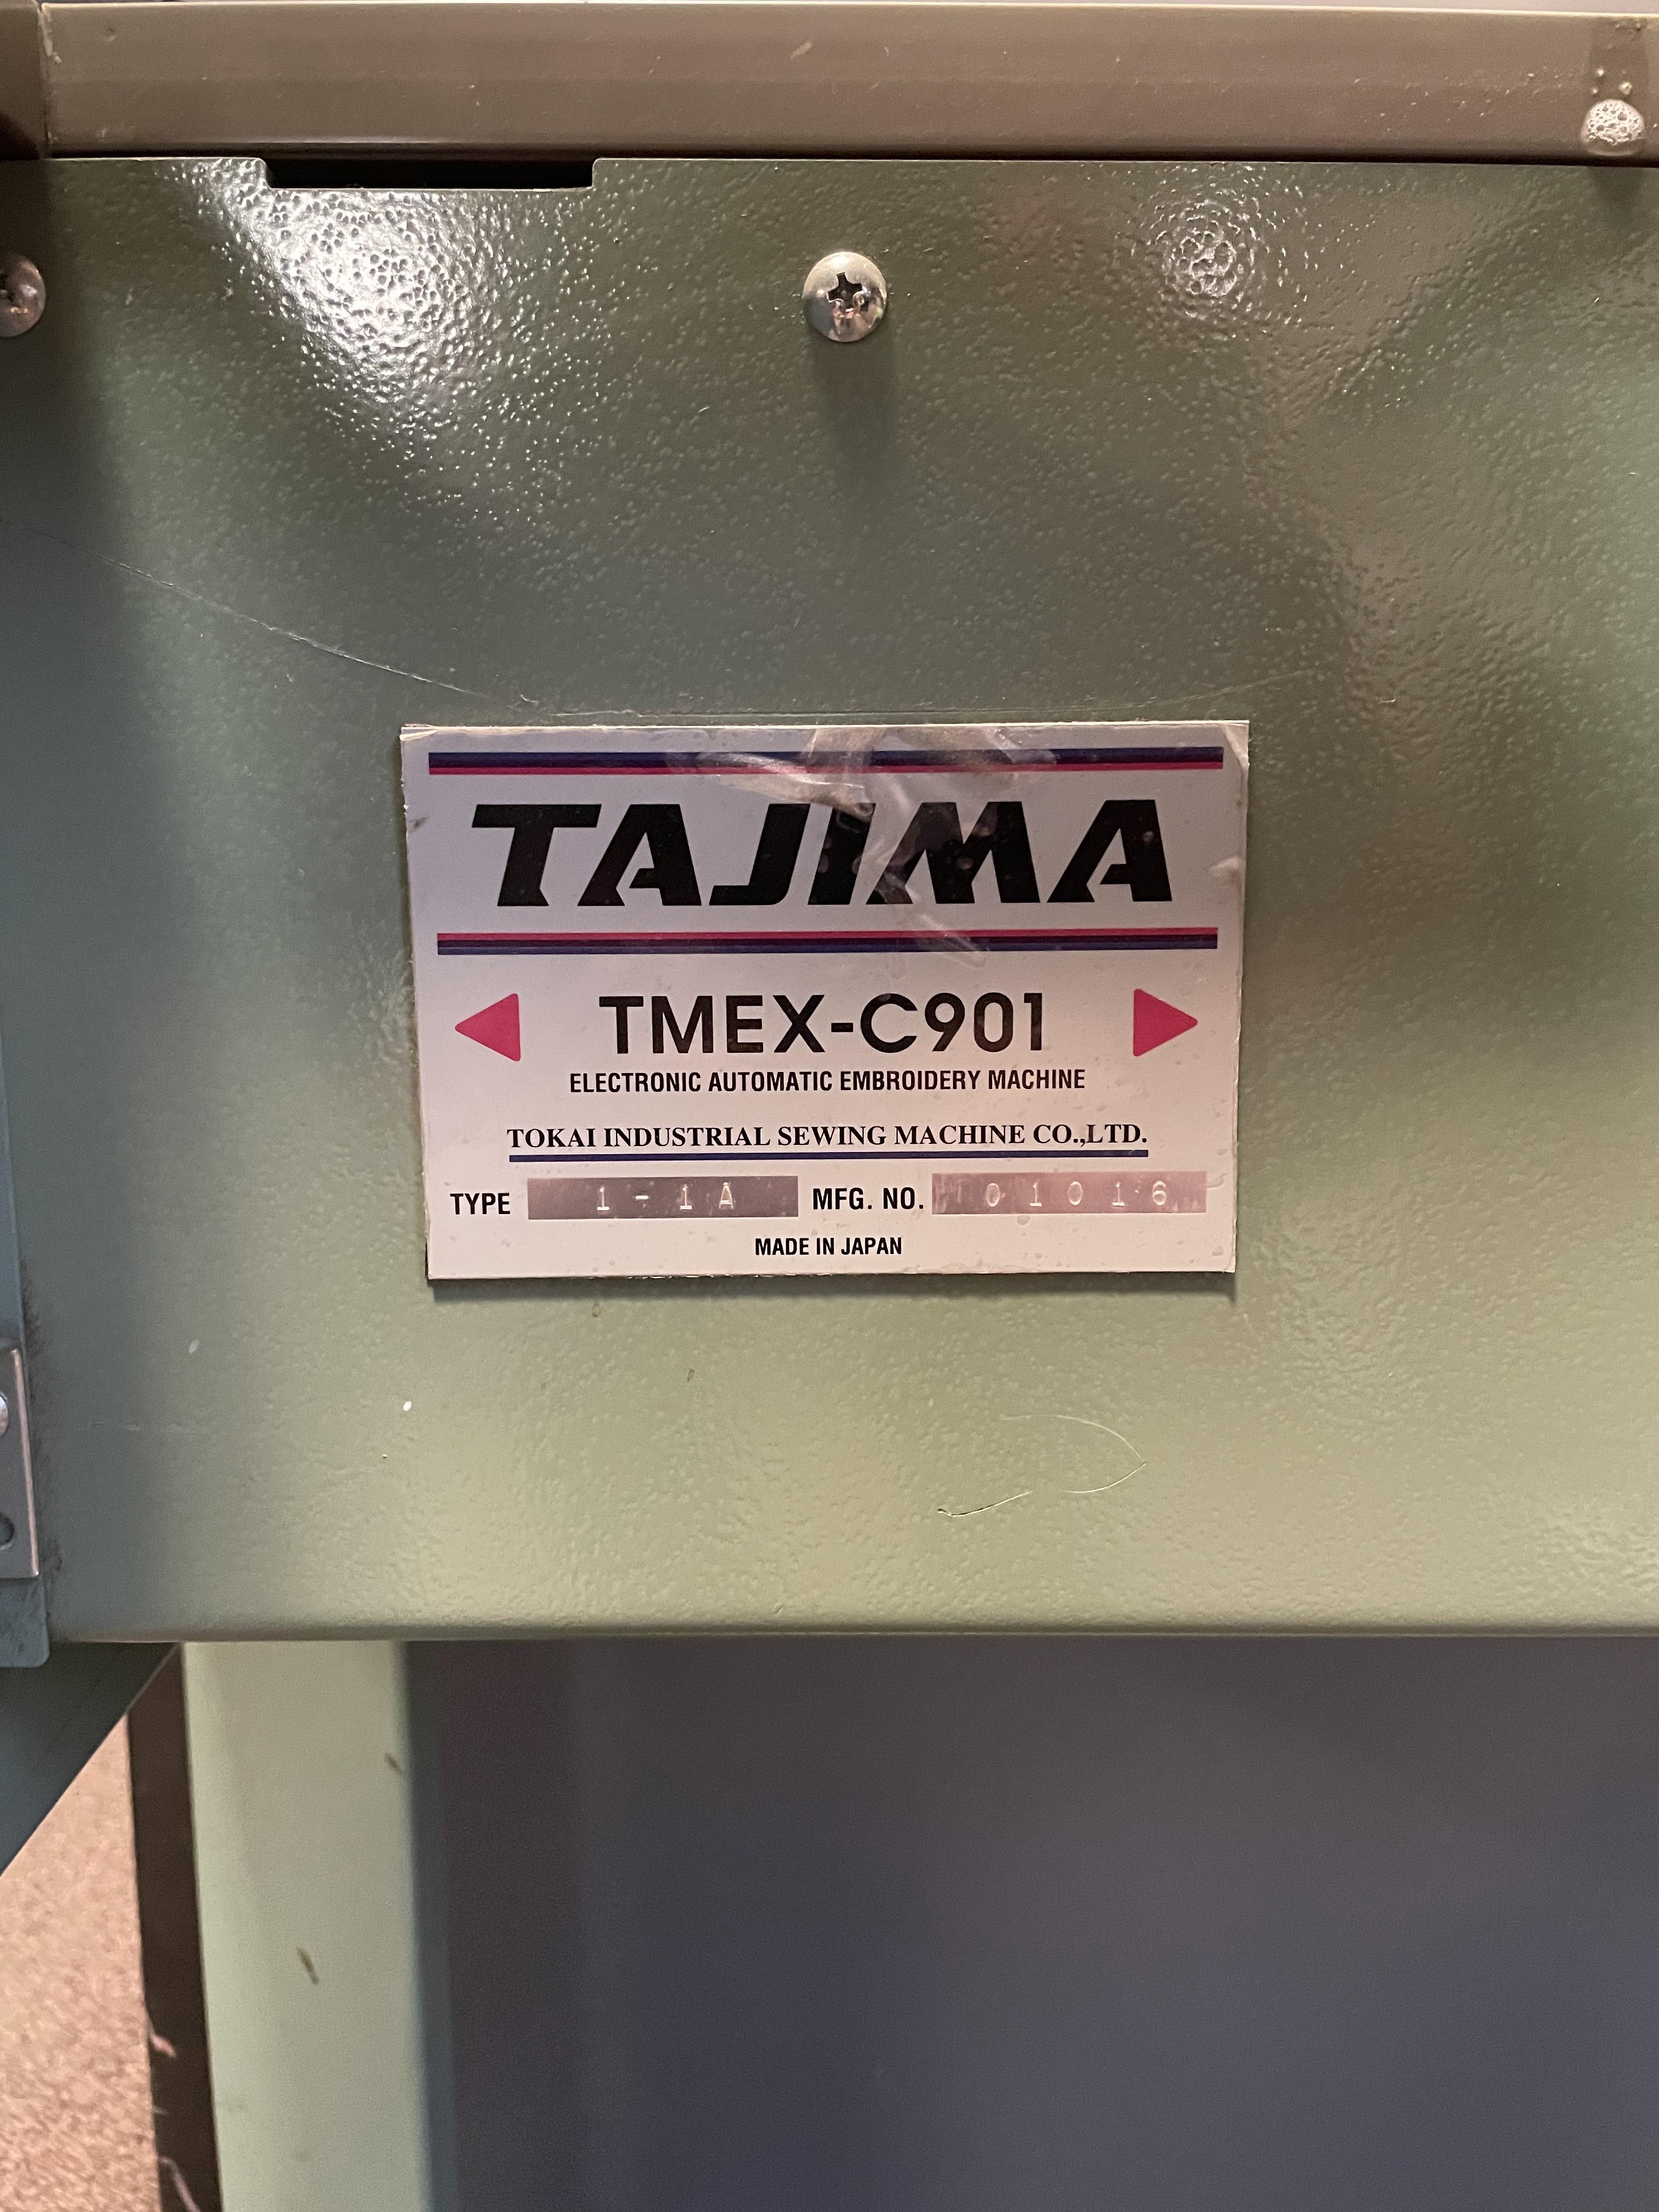 TAJIMA
TMEX-C901
ELECTRONIC AUTOMATIC EMBROIDERY MACHINE
TOKAI INDUSTRIAL SEWING MACHINE CO.,LTD.
TYPE 1-1A MFG. NO. 01016
MADE IN JAPAN